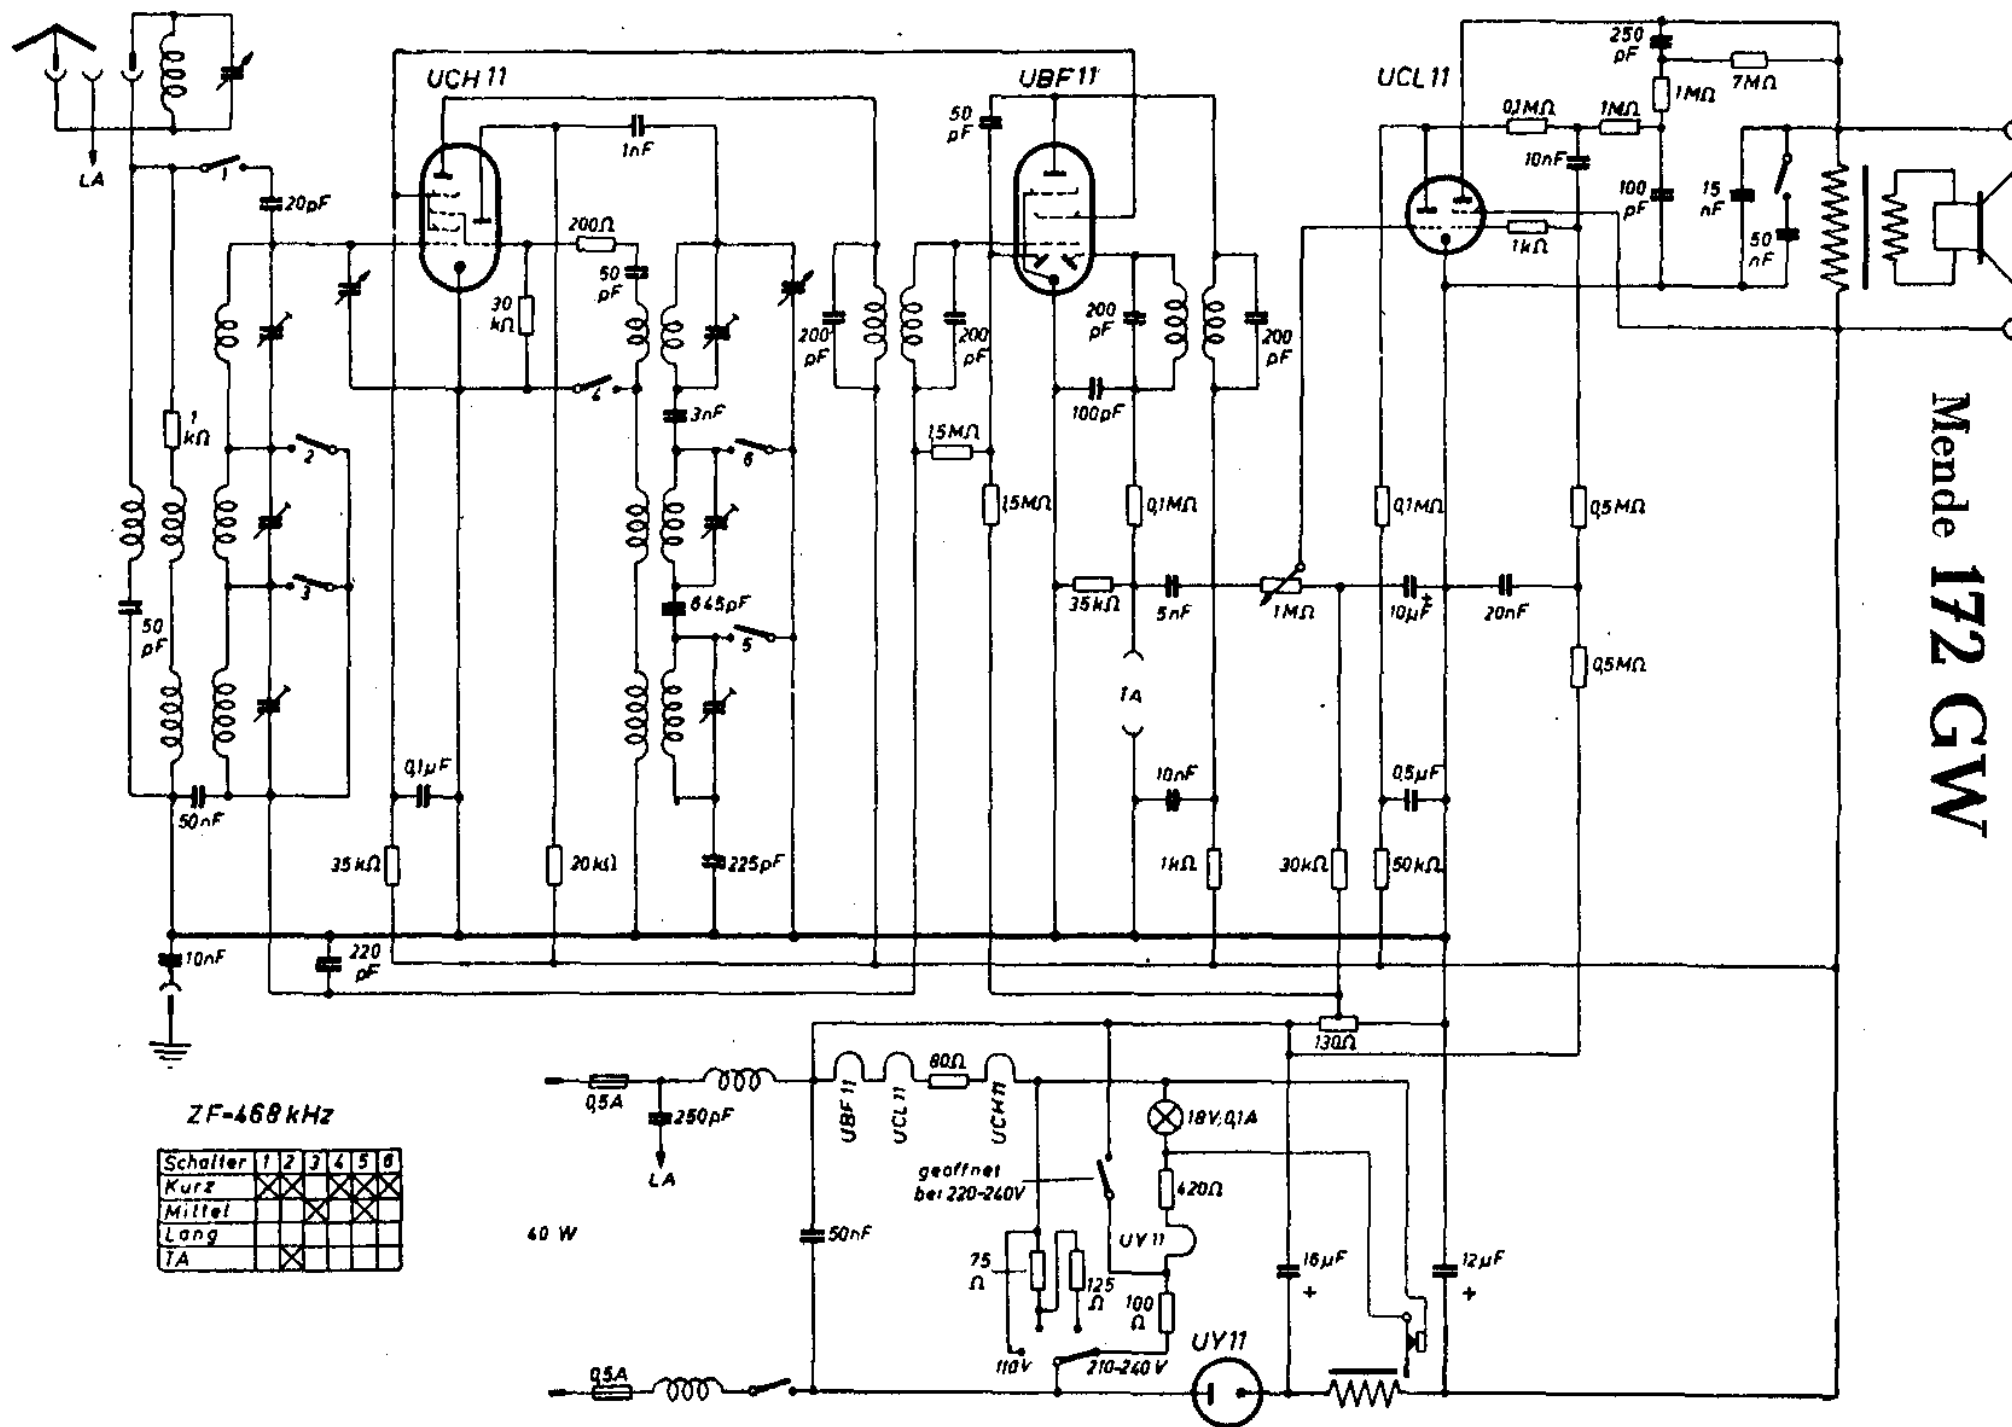 UCH 11
UBF 11
UCL 11
250 pF
7MΩ
1MΩ
0,1MΩ
1MΩ
50 pF
1nF
10nF
LA
1
20pF
200Ω
100 pF
15 nF
50 nF
1kΩ
50 pF
30 kΩ
200 pF
200 pF
200 pF
200 pF
4
3nF
100pF
1 kΩ
2
6
1,5MΩ
1,5MΩ
0,1MΩ
0,1MΩ
0,5MΩ
3
645pF
35kΩ
5nF
1MΩ
10µF
+
20nF
50 pF
5
0,5MΩ
TA
0,1µF
10nF
0,5µF
50nF
35kΩ
20kΩ
225pF
1kΩ
30kΩ
50kΩ
10nF
220 pF
130Ω
Mende 172 GW
0,5A
250pF
LA
UBF 11
UCL 11
80Ω
UCH 11
18V; 0,1A
ZF=468 kHz
Schalter 1 2 3 4 5 6
Kurz
Mittel
Lang
TA
40 W
geöffnet
bei 220-240V
420Ω
50nF
UY 11
75 Ω
125 Ω
100 Ω
16µF
+
12µF
+
110V
210-240V
UY 11
0,5A